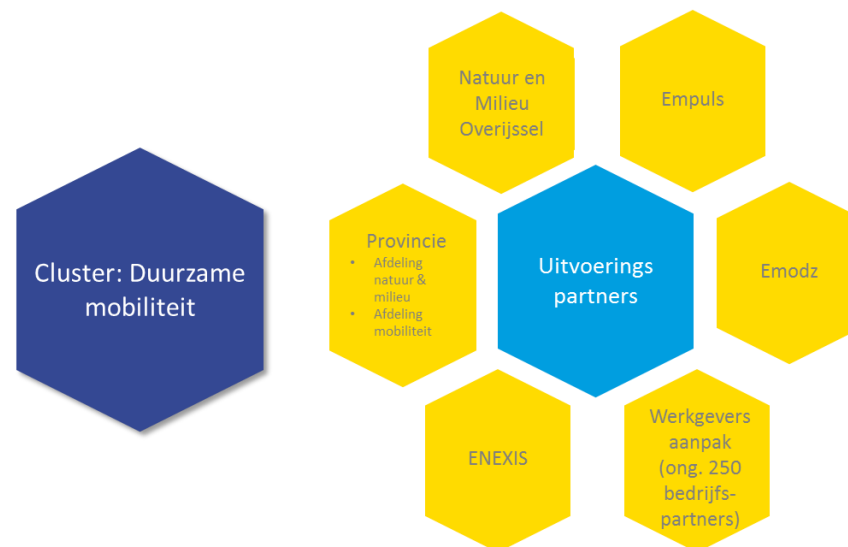 Cluster: Duurzame
mobiliteit
Natuur en
Milieu
Overijssel
Empuls
Provincie
• Afdeling
natuur &
milieu
• Afdeling
mobiliteit
Uitvoerings
partners
Emodz
ENEXIS
Werkgevers
aanpak
(ong. 250
bedrijfs-
partners)